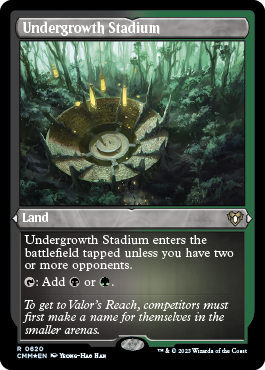 Undergrowth Stadium
Land
Undergrowth Stadium enters the
battlefield tapped unless you have two
or more opponents.
: Add or .
To get to Valor's Reach, competitors must
first make a name for themselves in the
smaller arenas.
R 0620
CMM★EN Yeong-Hao Han
™ & © 2023 Wizards of the Coast